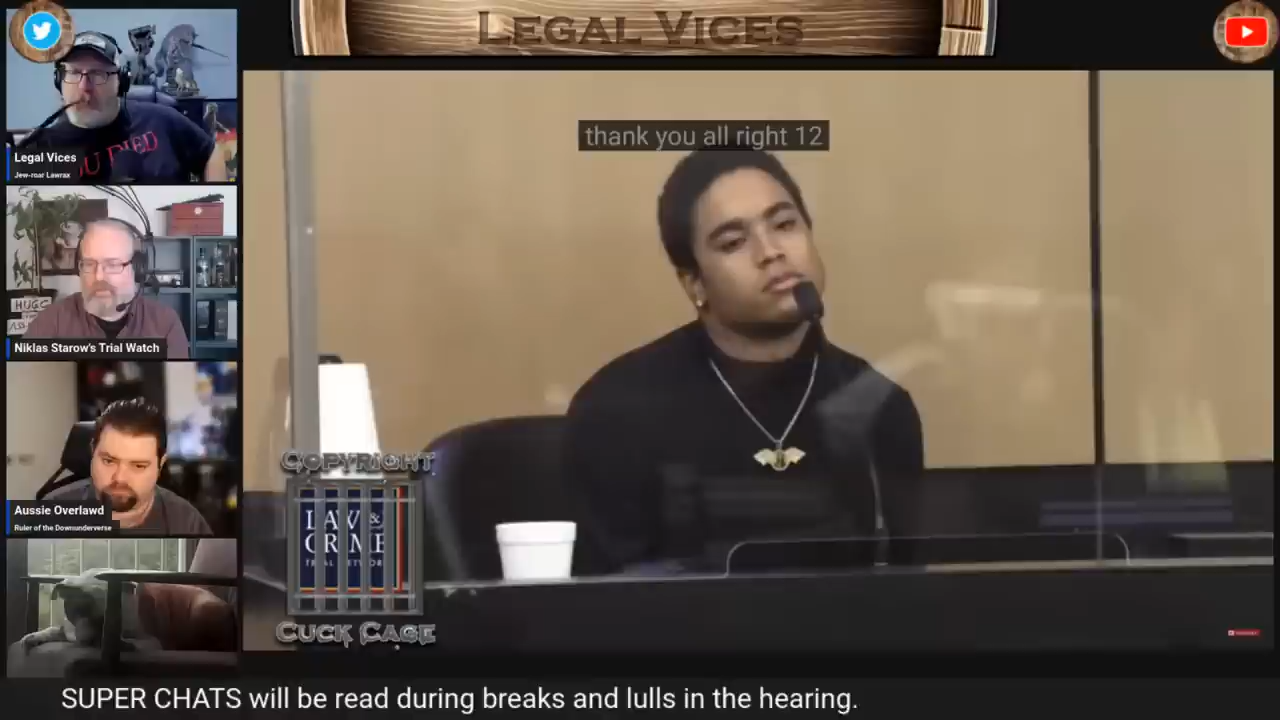 LEGAL VICES
thank you all right 12
Legal Vices
Jew-roar Lawrax
Niklas Starow's Trial Watch
HUGS
Aussie Overlawd
Ruler of the Downunderverse
COPYRIGHT
LAW &
CRIME
CUCK CAGE
SUPER CHATS will be read during breaks and lulls in the hearing.